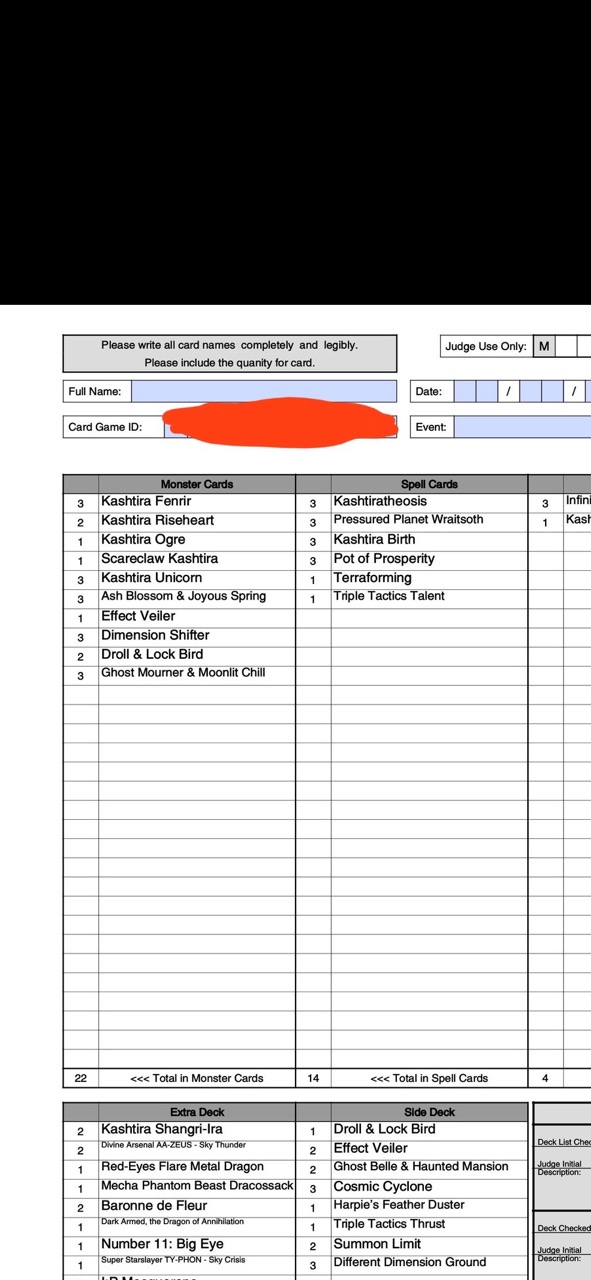 Please write all card names completely and legibly.
Please include the quanity for card.
Judge Use Only: M
Full Name:
Date: / /
Card Game ID:
Event:
Monster Cards
3 Kashtira Fenrir
2 Kashtira Riseheart
1 Kashtira Ogre
1 Scareclaw Kashtira
3 Kashtira Unicorn
3 Ash Blossom & Joyous Spring
1 Effect Veiler
3 Dimension Shifter
2 Droll & Lock Bird
3 Ghost Mourner & Moonlit Chill
22 <<< Total in Monster Cards
Spell Cards
3 Kashtiratheosis
3 Pressured Planet Wraitsoth
3 Kashtira Birth
3 Pot of Prosperity
1 Terraforming
1 Triple Tactics Talent
14 <<< Total in Spell Cards
3 Infini
1 Kash
4
Extra Deck
2 Kashtira Shangri-Ira
2 Divine Arsenal AA-ZEUS - Sky Thunder
1 Red-Eyes Flare Metal Dragon
1 Mecha Phantom Beast Dracossack
2 Baronne de Fleur
1 Dark Armed, the Dragon of Annihilation
1 Number 11: Big Eye
1 Super Starslayer TY-PHON - Sky Crisis
Side Deck
1 Droll & Lock Bird
2 Effect Veiler
2 Ghost Belle & Haunted Mansion
3 Cosmic Cyclone
1 Harpie's Feather Duster
1 Triple Tactics Thrust
2 Summon Limit
3 Different Dimension Ground
Deck List Chec
Judge Initial
Description:
Deck Checked
Judge Initial
Description: